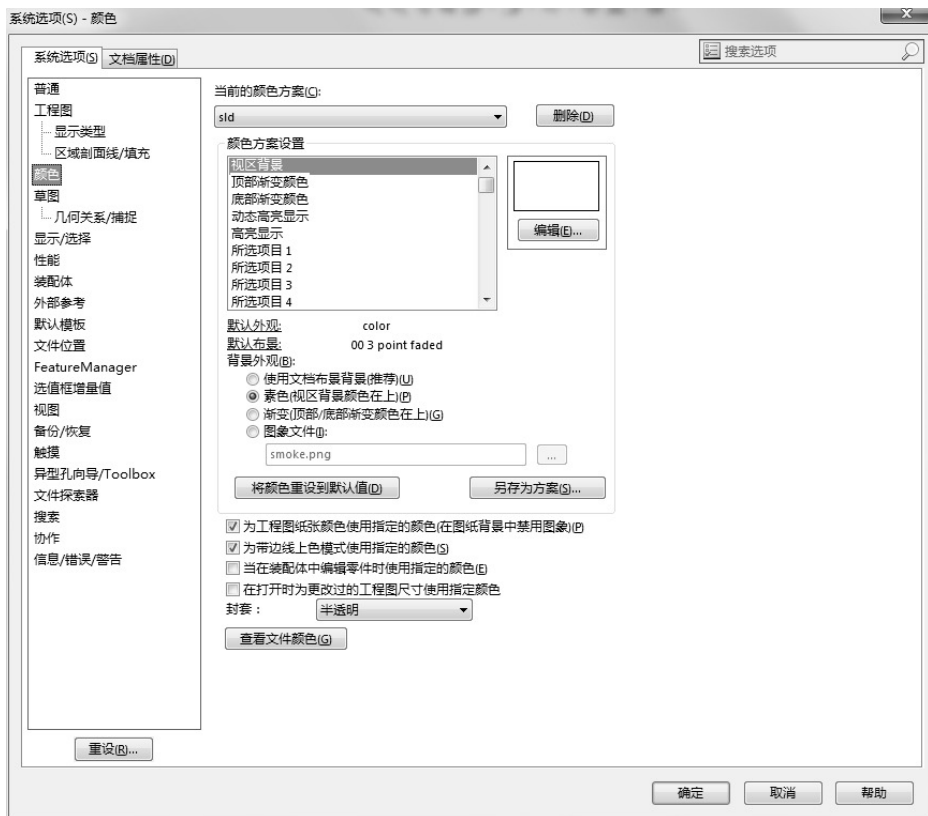 系统选项(S) - 颜色
系统选项(S) 文档属性(D)
搜索选项
普通
工程图
显示类型
区域剖面线/填充
颜色
草图
几何关系/捕捉
显示/选择
性能
装配体
外部参考
默认模板
文件位置
FeatureManager
选值框增量值
视图
备份/恢复
触摸
异型孔向导/Toolbox
文件探索器
搜索
协作
信息/错误/警告
重设(R)...
当前的颜色方案(C):
sld
删除(D)
颜色方案设置
视区背景
顶部渐变颜色
底部渐变颜色
动态高亮显示
高亮显示
所选项目 1
所选项目 2
所选项目 3
所选项目 4
编辑(E)...
默认外观: color
默认布景: 00 3 point faded
背景外观(B):
使用文档布景背景(推荐)(U)
素色(视区背景颜色在上)(P)
渐变(顶部/底部渐变颜色在上)(G)
图象文件(I):
smoke.png ...
将颜色重设到默认值(D) 另存为方案(S)...
为工程图纸张颜色使用指定的颜色(在图纸背景中禁用图象)(P)
为带边线上色模式使用指定的颜色(S)
当在装配体中编辑零件时使用指定的颜色(E)
在打开时为更改过的工程图尺寸使用指定颜色
封套: 半透明
查看文件颜色(G)
确定 取消 帮助